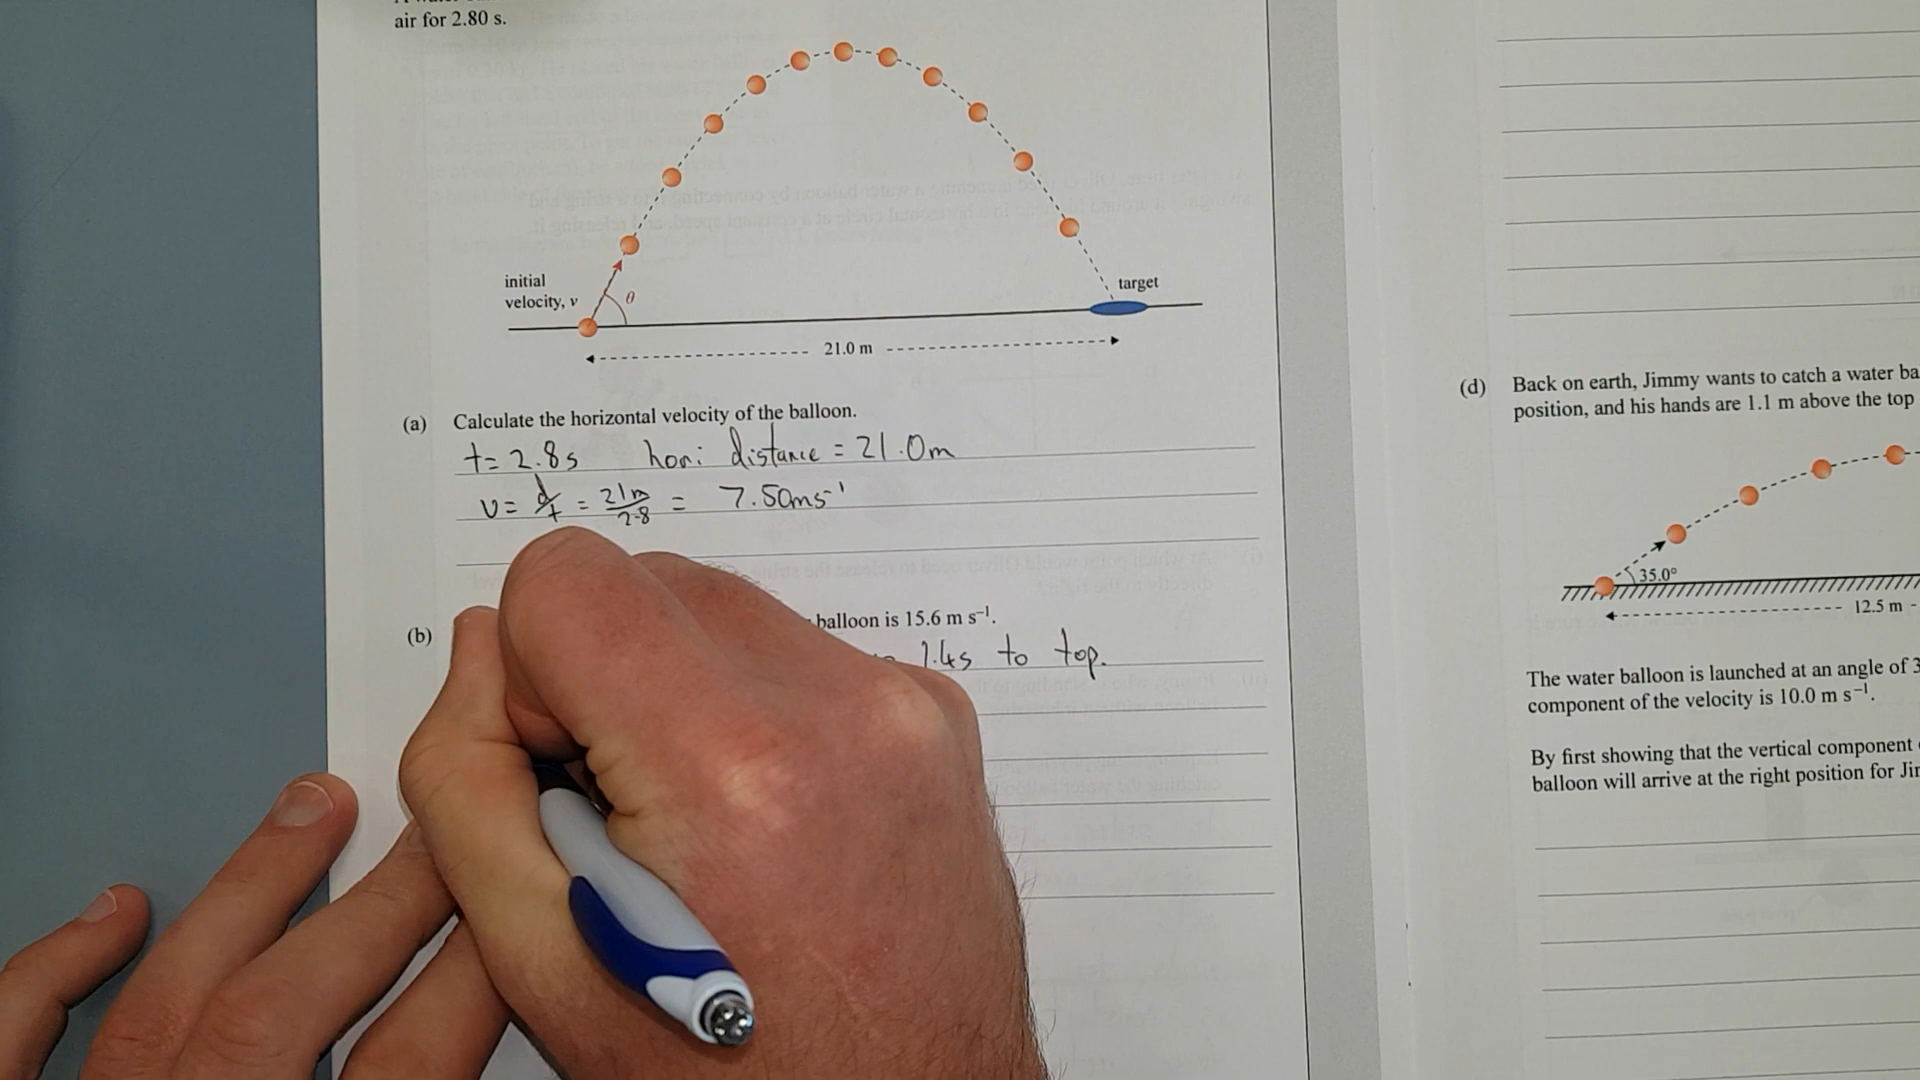 air for 2.80 s.
initial
velocity, v
θ
target
21.0 m
(a) Calculate the horizontal velocity of the balloon.
t= 2.8s hori distance = 21.0m
v= d/t = 21m/2.8 = 7.50ms⁻¹
(b) balloon is 15.6 m s⁻¹.
1.4s to top.
(d) Back on earth, Jimmy wants to catch a water ba
position, and his hands are 1.1 m above the top
35.0°
12.5 m
The water balloon is launched at an angle of 3
component of the velocity is 10.0 m s⁻¹.
By first showing that the vertical component
balloon will arrive at the right position for Jim